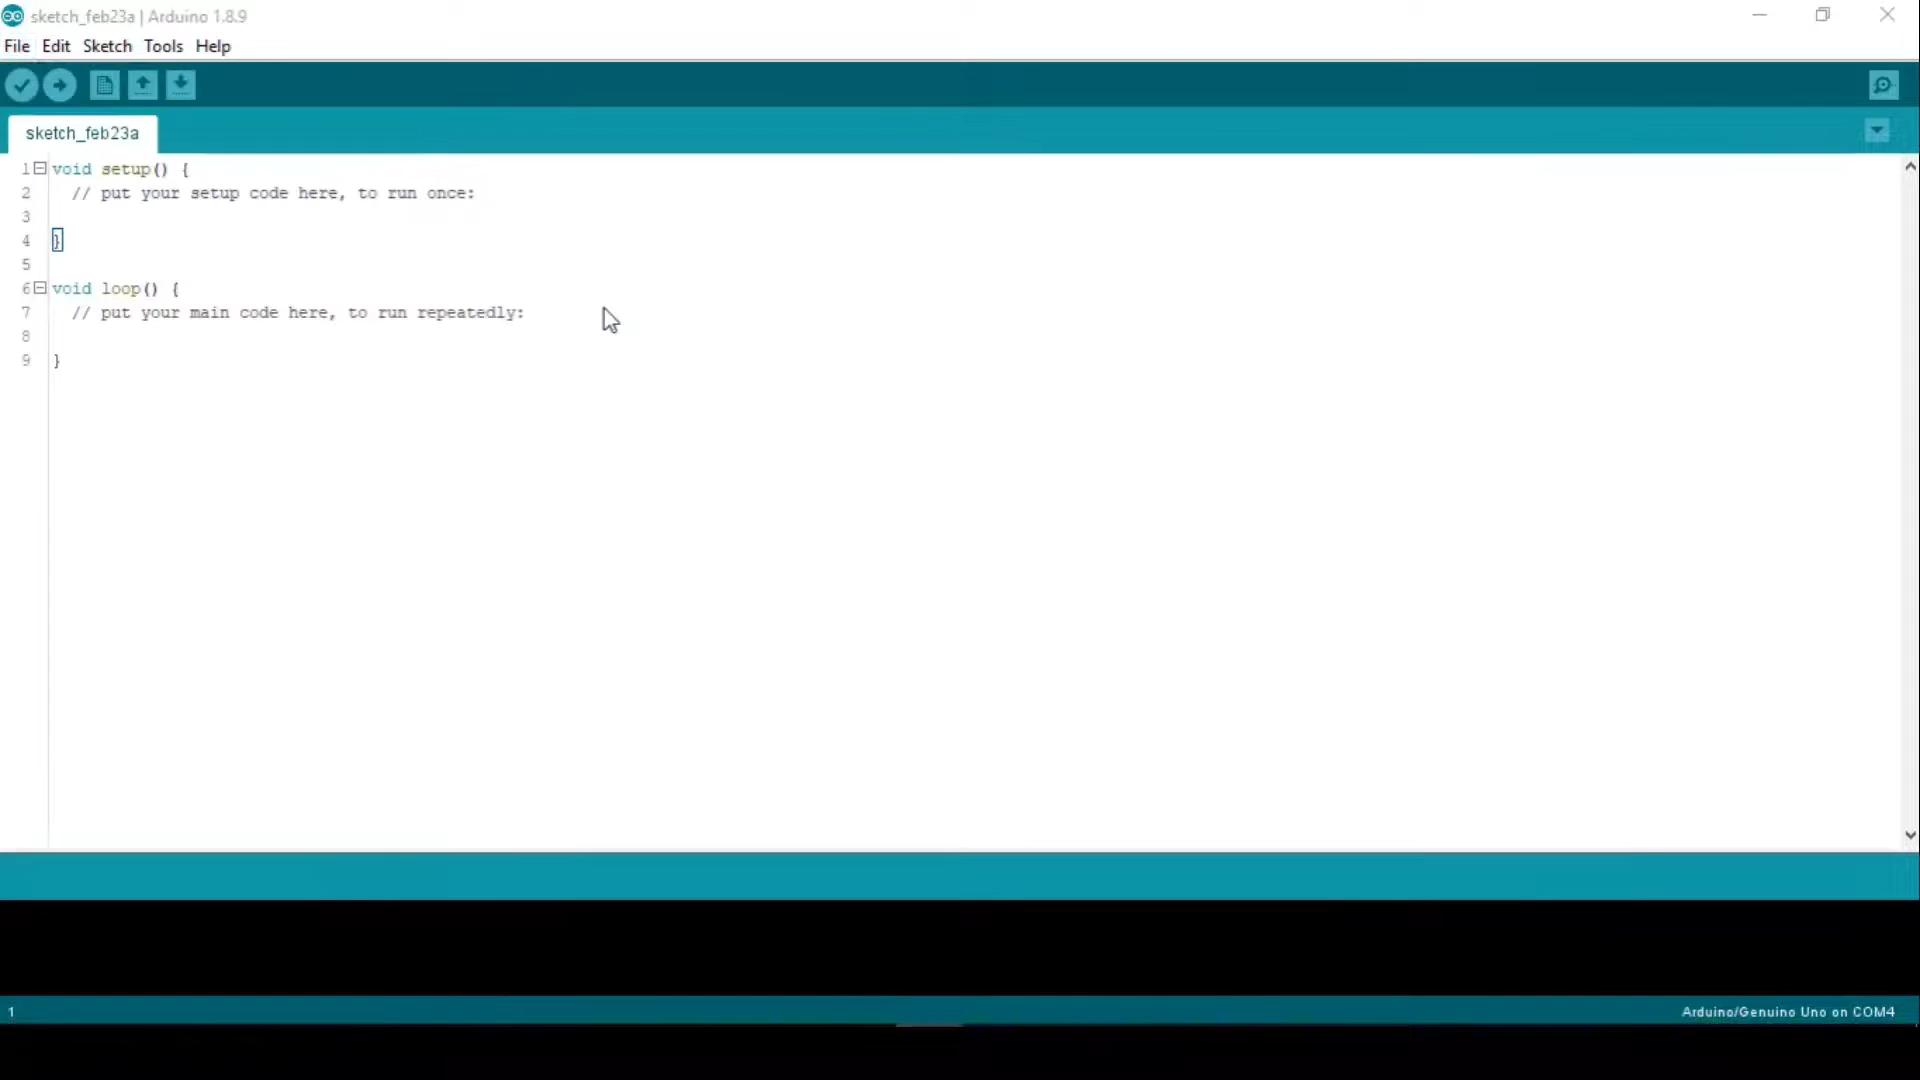 sketch_feb23a | Arduino 1.8.9
File Edit Sketch Tools Help
sketch_feb23a
1 void setup() {
2 // put your setup code here, to run once:
3
4 }
5
6 void loop() {
7 // put your main code here, to run repeatedly:
8
9 }
1 Arduino/Genuino Uno on COM4